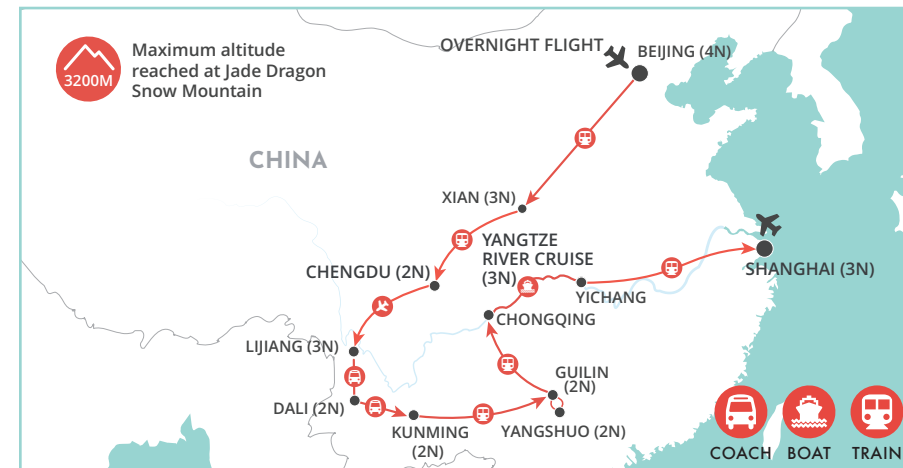 3200M
Maximum altitude
reached at Jade Dragon
Snow Mountain
OVERNIGHT FLIGHT
BEIJING (4N)
CHINA
XIAN (3N)
YANGTZE
RIVER CRUISE
(3N)
CHENGDU (2N)
SHANGHAI (3N)
YICHANG
CHONGQING
LIJIANG (3N)
GUILIN
(2N)
DALI (2N)
KUNMING
(2N)
YANGSHUO (2N)
COACH
BOAT
TRAIN